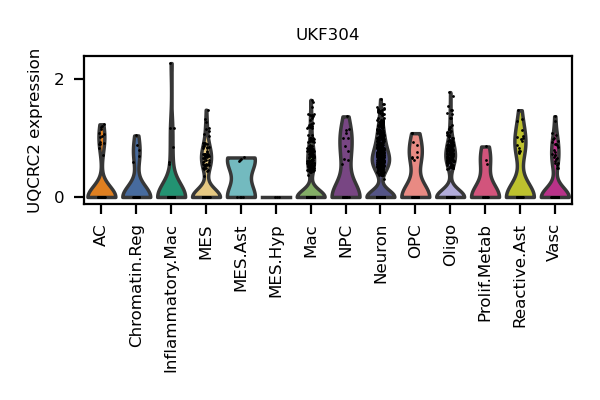 UKF304
UQCRC2 expression
2
0
AC
Chromatin.Reg
Inflammatory.Mac
MES
MES.Ast
MES.Hyp
Mac
NPC
Neuron
OPC
Oligo
Prolif.Metab
Reactive.Ast
Vasc